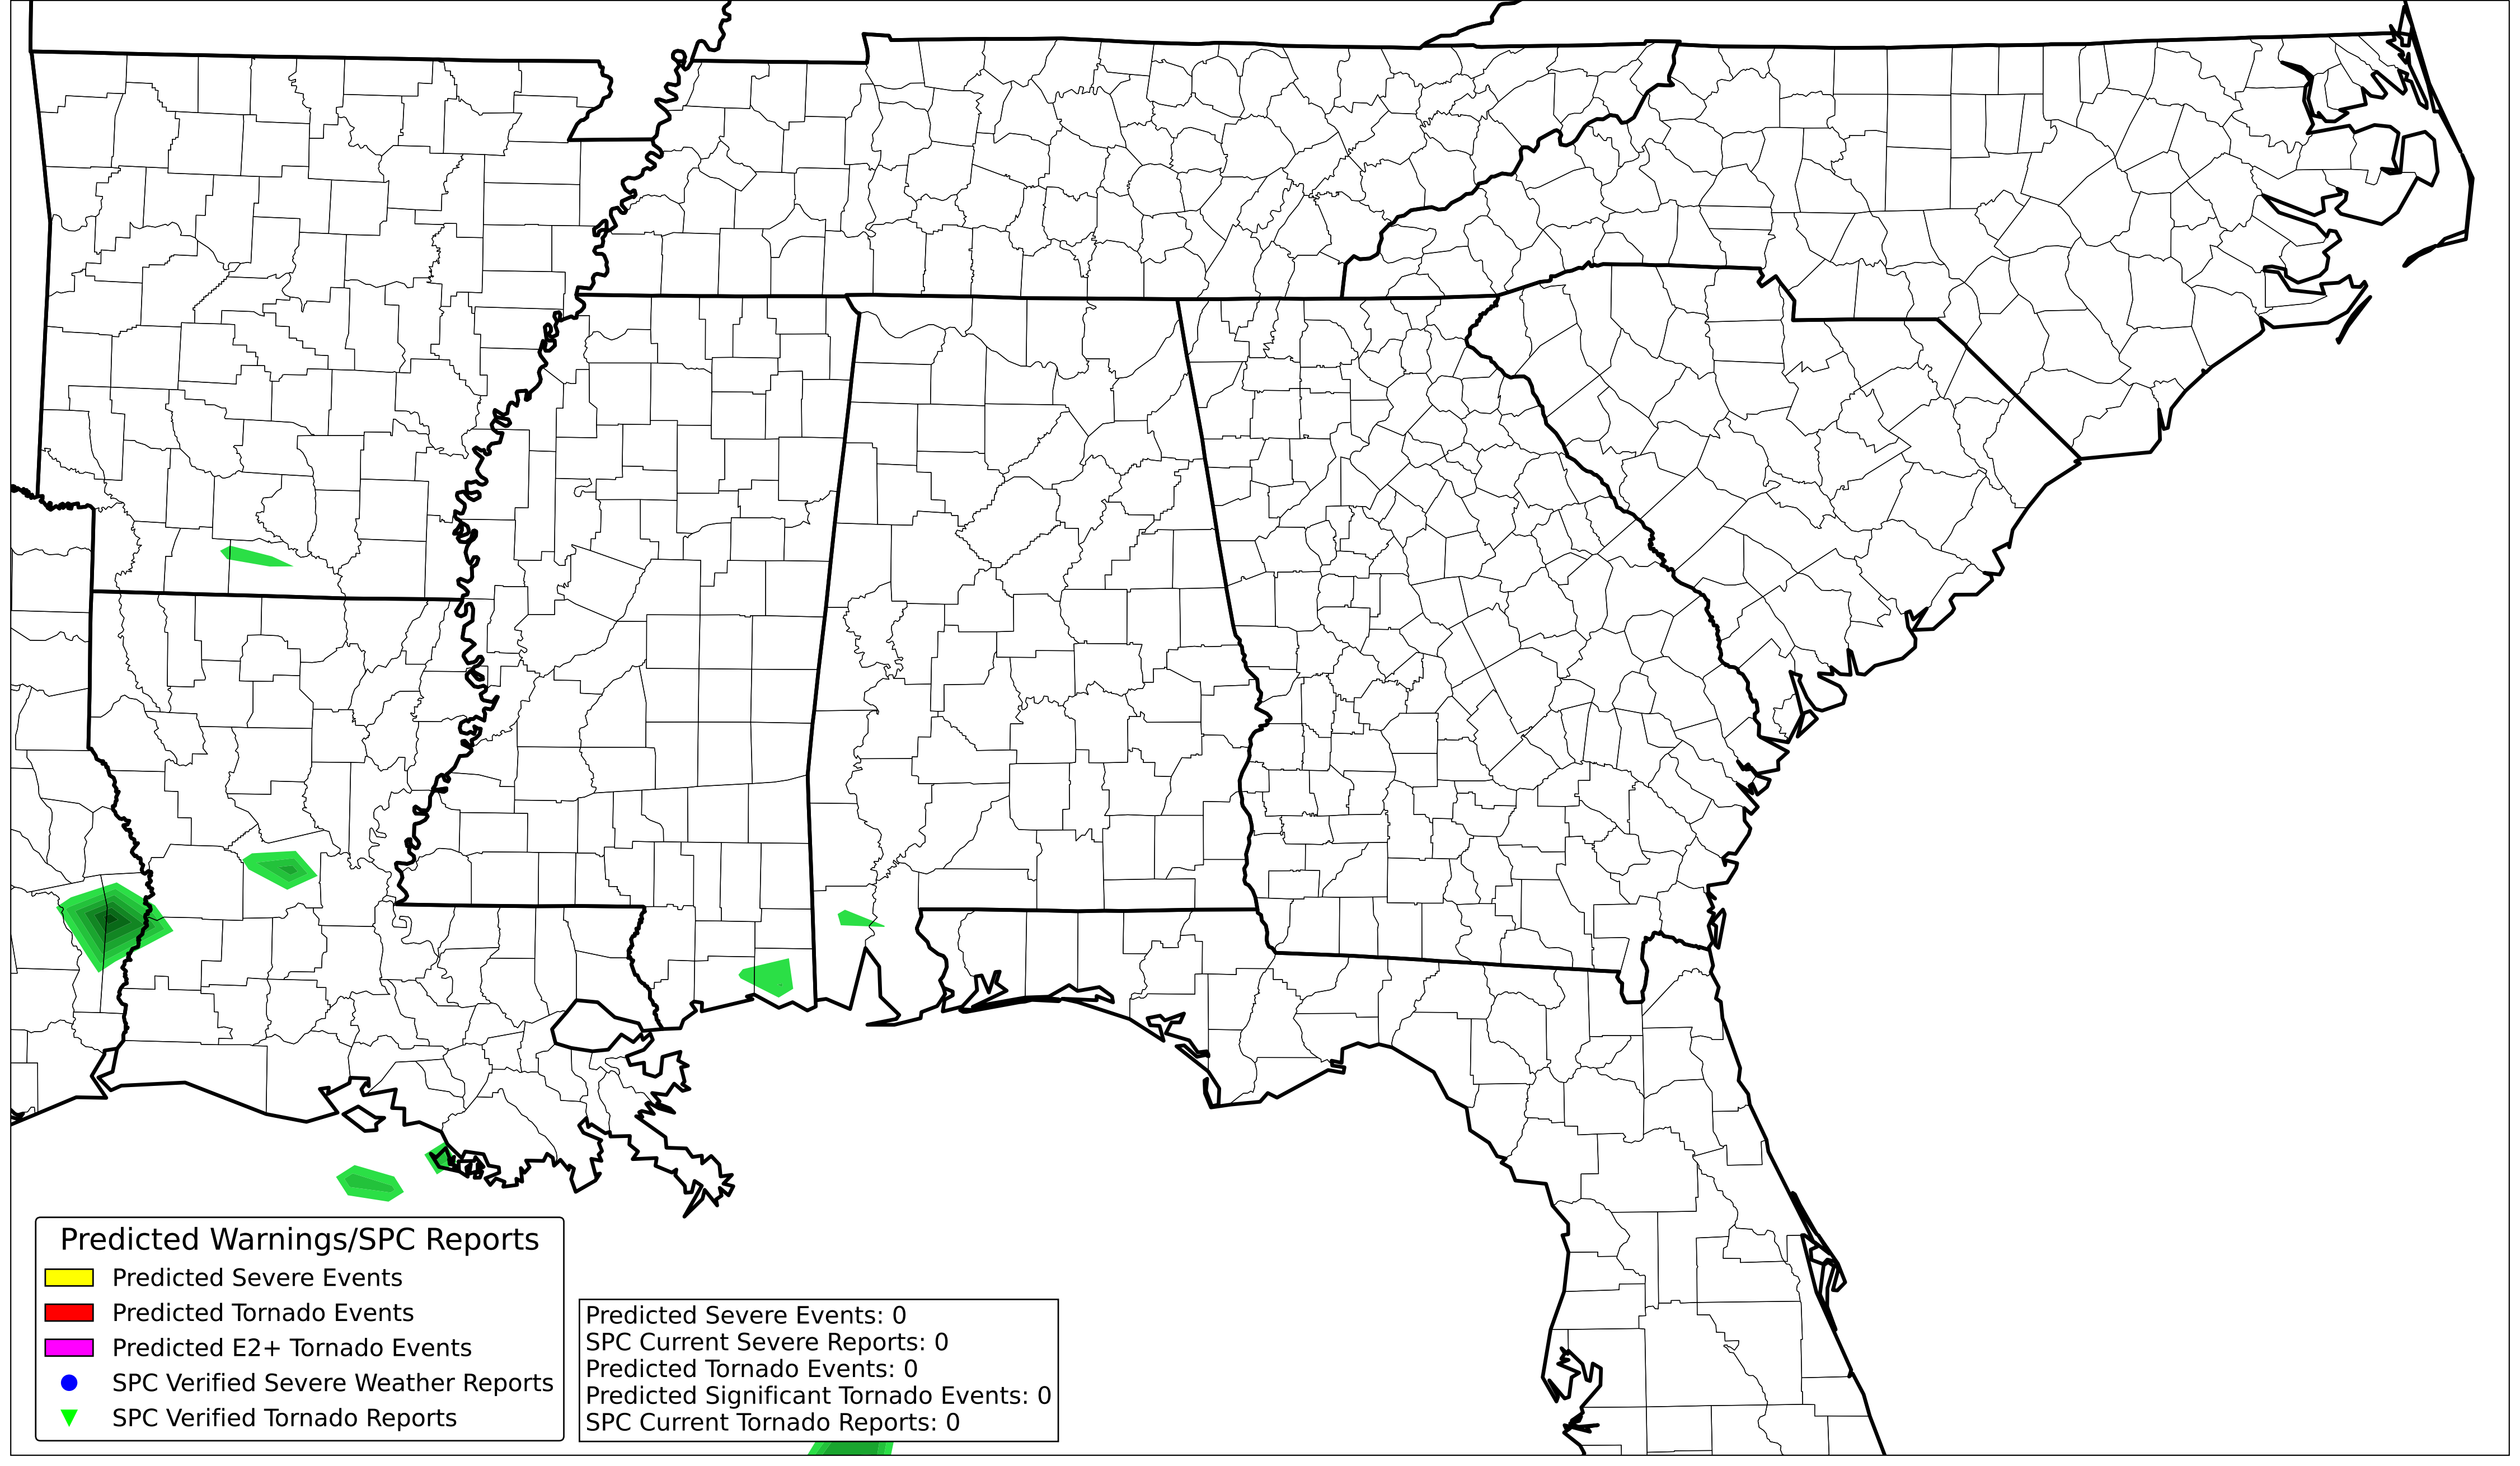 Predicted Warnings/SPC Reports
Predicted Severe Events
Predicted Tornado Events
Predicted E2+ Tornado Events
SPC Verified Severe Weather Reports
SPC Verified Tornado Reports
Predicted Severe Events: 0
SPC Current Severe Reports: 0
Predicted Tornado Events: 0
Predicted Significant Tornado Events: 0
SPC Current Tornado Reports: 0